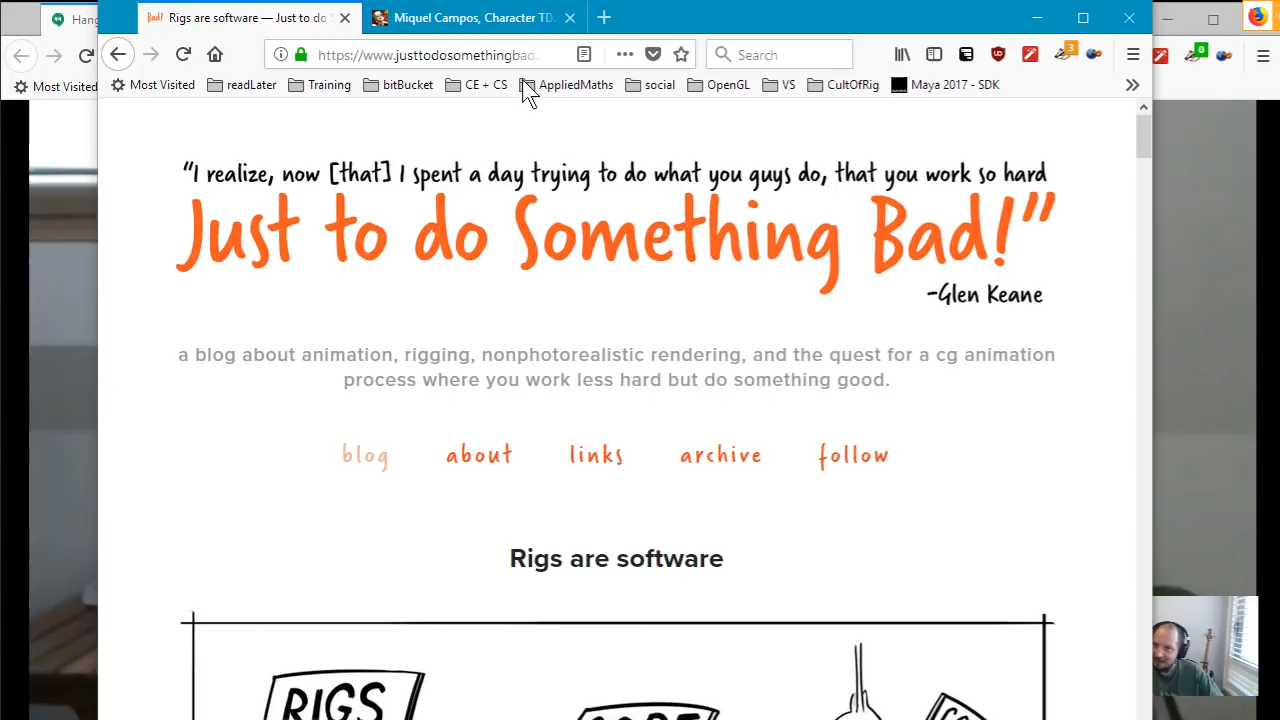 Hang
Bad! Rigs are software — Just to do S
Miquel Campos, Character TD.
https://www.justtodosomethingbad.
Search
3
0
Most Visited
Most Visited
readLater
Training
bitBucket
CE + CS
AppliedMaths
social
OpenGL
VS
CultOfRig
Maya 2017 - SDK
“I realize, now [that] I spent a day trying to do what you guys do, that you work so hard
Just to do Something Bad!”
-Glen Keane
a blog about animation, rigging, nonphotorealistic rendering, and the quest for a cg animation
process where you work less hard but do something good.
blog about links archive follow
Rigs are software
RIGS
CODE